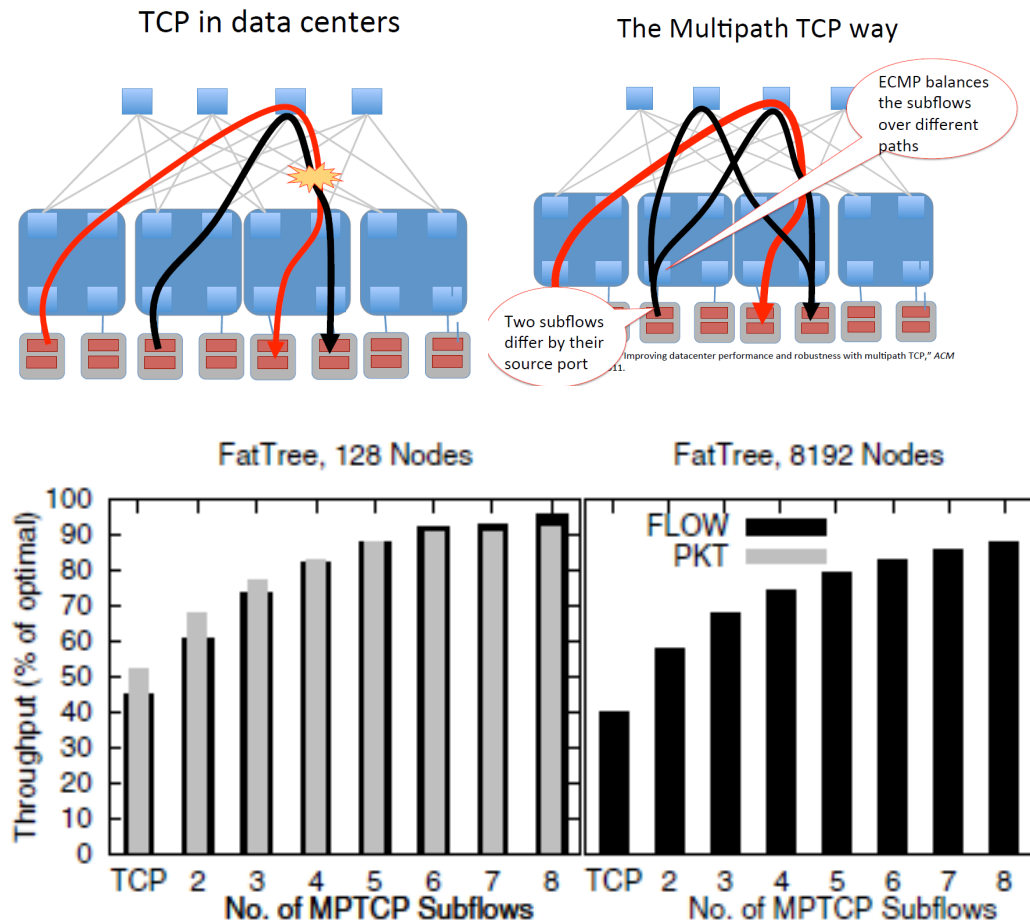 TCP in data centers
The Multipath TCP way
ECMP balances
the subflows
over different
paths
Two subflows
differ by their
source port
Improving datacenter performance and robustness with multipath TCP,” ACM
11.
FatTree, 128 Nodes
FatTree, 8192 Nodes
Throughput (% of optimal)
100
90
80
70
60
50
40
30
20
10
0
FLOW
PKT
TCP 2 3 4 5 6 7 8
TCP 2 3 4 5 6 7 8
No. of MPTCP Subflows
No. of MPTCP Subflows